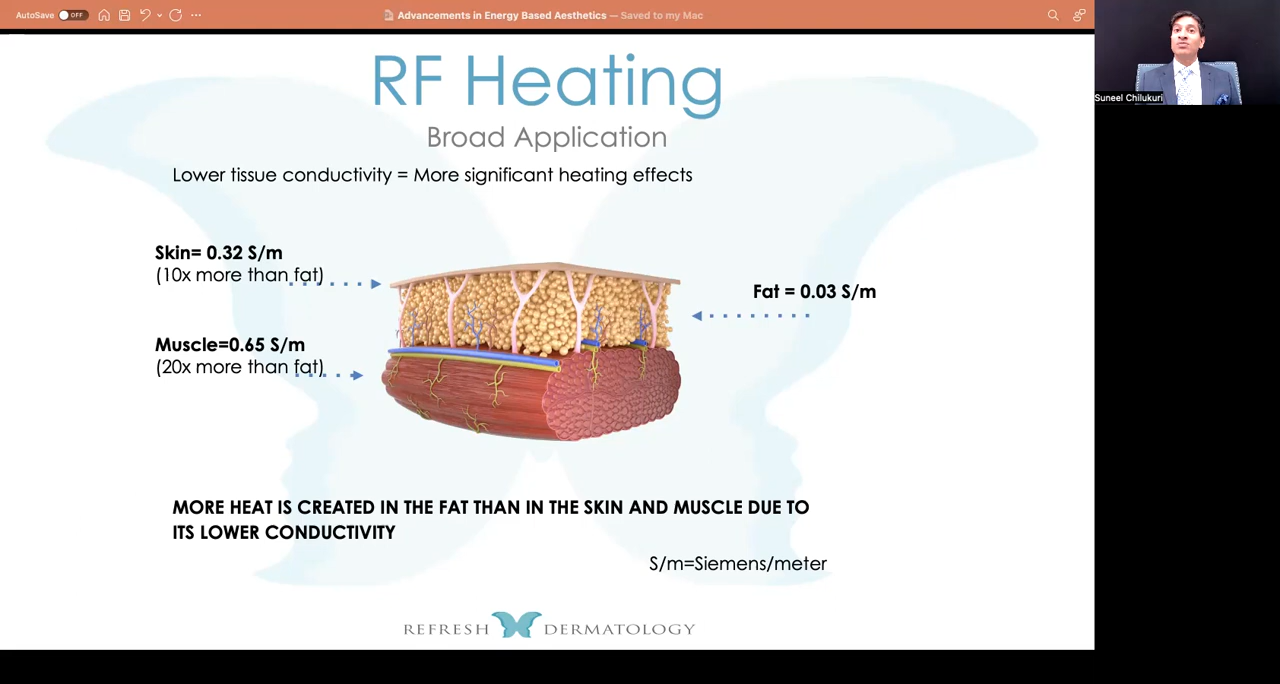 AutoSave OFF
Advancements in Energy Based Aesthetics — Saved to my Mac
Suneel Chilukuri
RF Heating
Broad Application
Lower tissue conductivity = More significant heating effects
Skin= 0.32 S/m
(10x more than fat)
Fat = 0.03 S/m
Muscle=0.65 S/m
(20x more than fat)
MORE HEAT IS CREATED IN THE FAT THAN IN THE SKIN AND MUSCLE DUE TO
ITS LOWER CONDUCTIVITY
S/m=Siemens/meter
REFRESH DERMATOLOGY